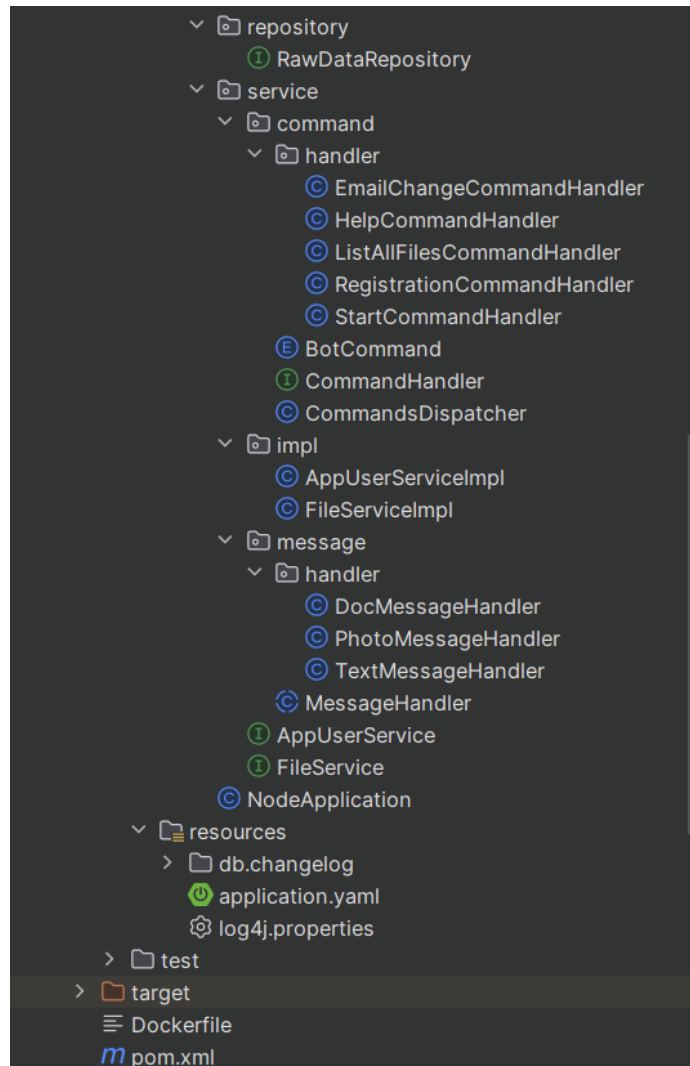 repository
RawDataRepository
service
command
handler
EmailChangeCommandHandler
HelpCommandHandler
ListAllFilesCommandHandler
RegistrationCommandHandler
StartCommandHandler
BotCommand
CommandHandler
CommandsDispatcher
impl
AppUserServiceImpl
FileServiceImpl
message
handler
DocMessageHandler
PhotoMessageHandler
TextMessageHandler
MessageHandler
AppUserService
FileService
NodeApplication
resources
db.changelog
application.yaml
log4j.properties
test
target
Dockerfile
pom.xml